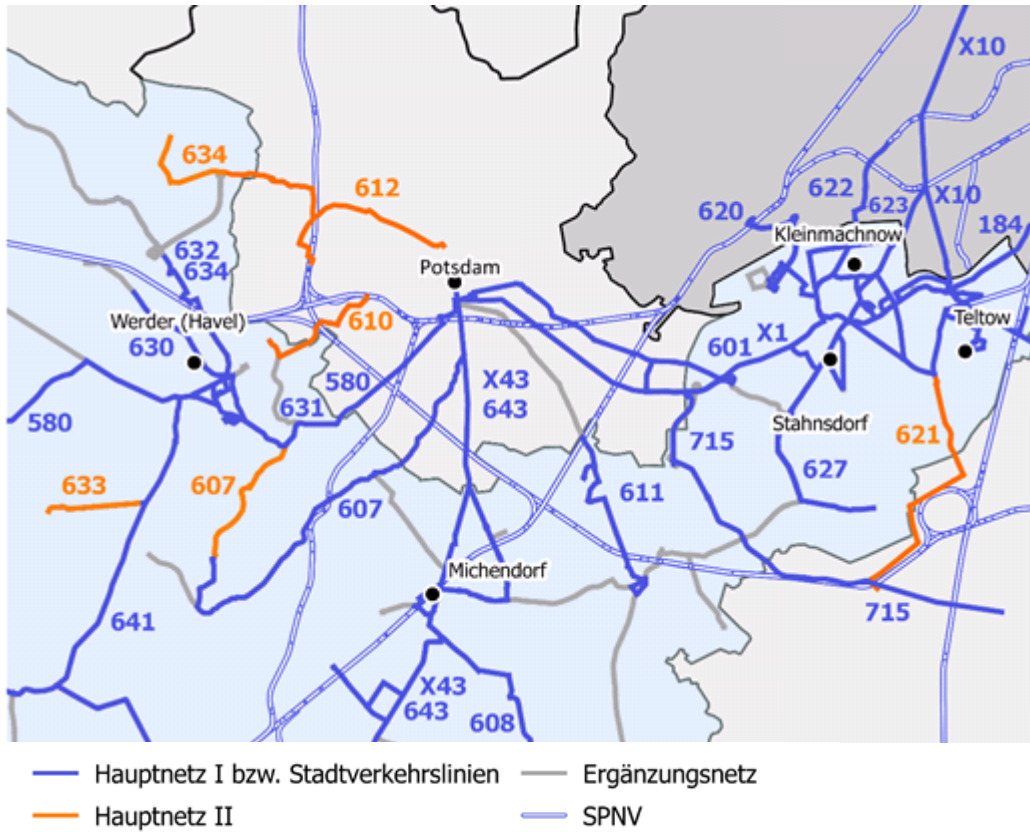 X10
634
612
622
623
X10
620
184
Kleinmachnow
632
634
Potsdam
Werder (Havel)
610
630
X1
601
Teltow
580
X43
643
580
631
715
Stahnsdorf
621
633
607
607
611
627
Michendorf
641
715
X43
643
608
Hauptnetz I bzw. Stadtverkehrslinien
Ergänzungsnetz
Hauptnetz II
SPNV